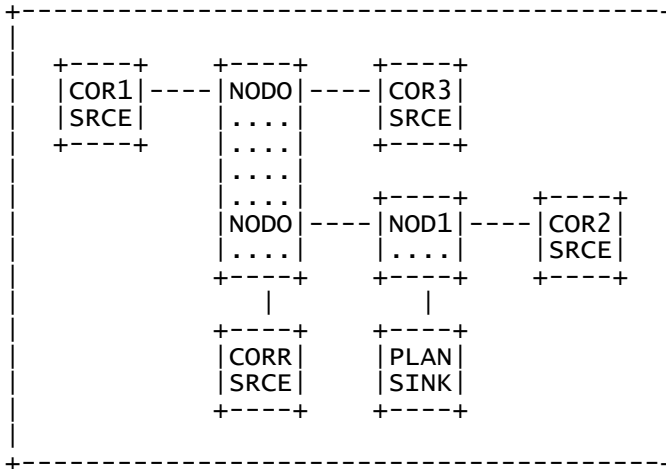 +----------------------------------------
|
|  +----+    +----+    +----+
|  |COR1|----|NODO|----|COR3|
|  |SRCE|    |....|    |SRCE|
|  +----+    |....|    +----+
|            |....|
|            |....|    +----+    +----+
|            |NODO|----|NOD1|----|COR2|
|            |....|    |....|    |SRCE|
|            +----+    +----+    +----+
|               |         |
|            +----+    +----+
|            |CORR|    |PLAN|
|            |SRCE|    |SINK|
|            +----+    +----+
|
+----------------------------------------